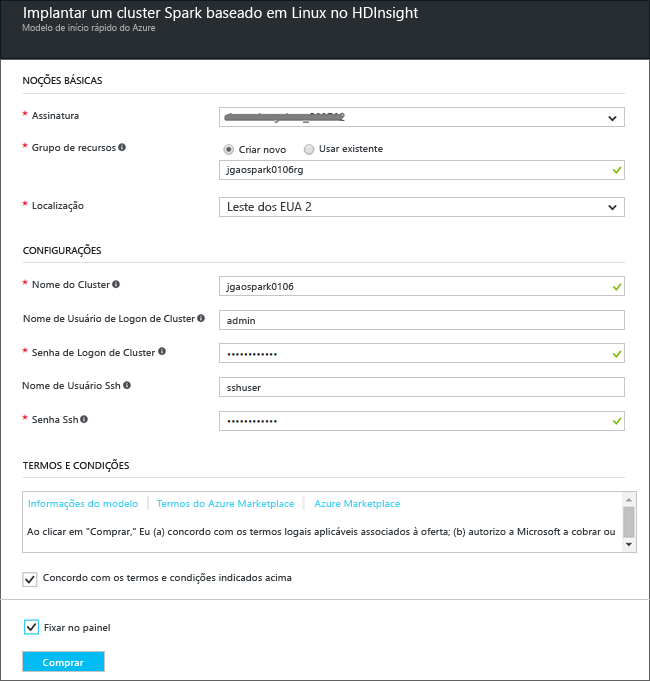 Implantar um cluster Spark baseado em Linux no HDInsight
Modelo de início rápido do Azure
NOÇÕES BÁSICAS
* Assinatura
* Grupo de recursos
Criar novo Usar existente
jgaospark0106rg
* Localização
Leste dos EUA 2
CONFIGURAÇÕES
* Nome do Cluster
jgaospark0106
Nome de Usuário de Logon de Cluster
admin
* Senha de Logon de Cluster
••••••••••••
Nome de Usuário Ssh
sshuser
* Senha Ssh
••••••••••••
TERMOS E CONDIÇÕES
Informações do modelo Termos do Azure Marketplace Azure Marketplace
Ao clicar em "Comprar," Eu (a) concordo com os termos legais aplicáveis associados à oferta; (b) autorizo a Microsoft a cobrar ou
Concordo com os termos e condições indicados acima
Fixar no painel
Comprar